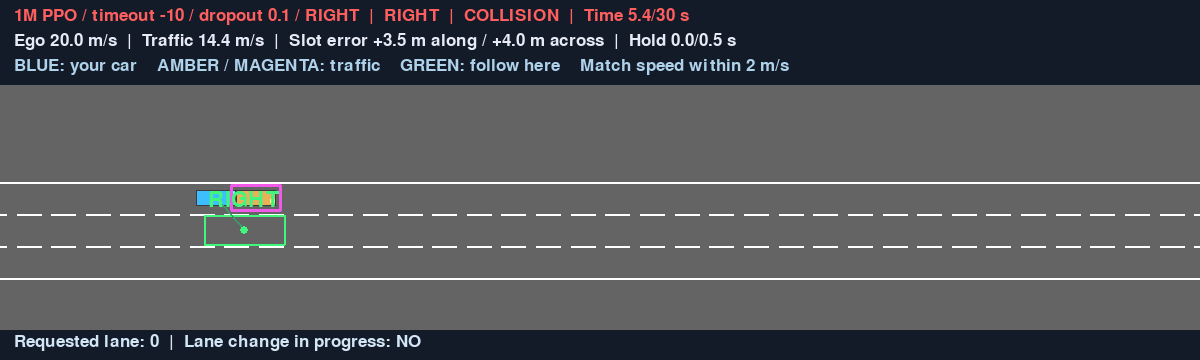 1M PPO / timeout -10 / dropout 0.1 / RIGHT | RIGHT | COLLISION | Time 5.4/30 s
Ego 20.0 m/s | Traffic 14.4 m/s | Slot error +3.5 m along / +4.0 m across | Hold 0.0/0.5 s
BLUE: your car AMBER / MAGENTA: traffic GREEN: follow here Match speed within 2 m/s
RIGHT
Requested lane: 0 | Lane change in progress: NO